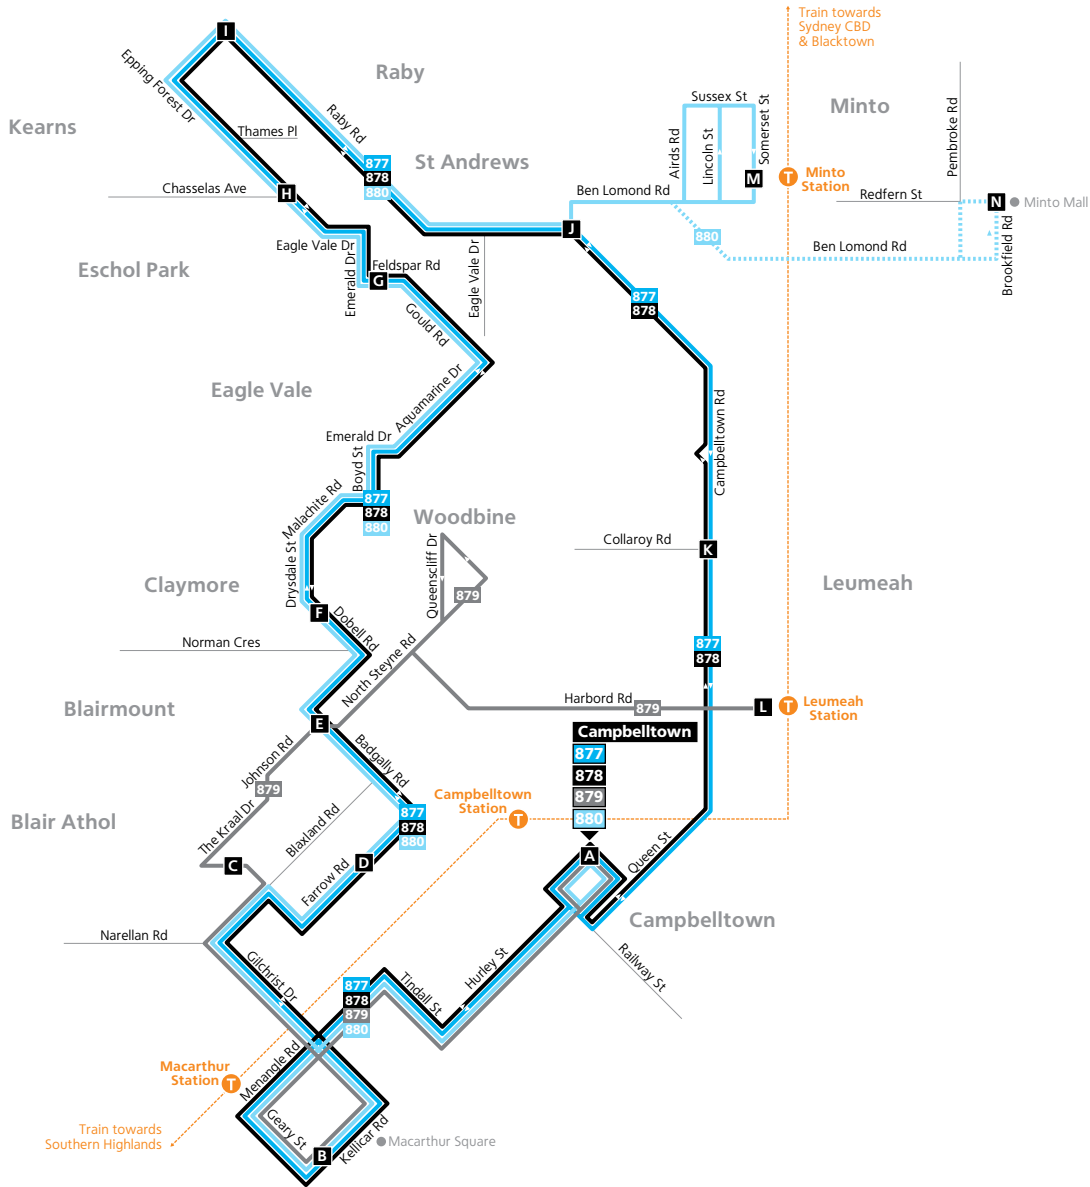 Train towards
Sydney CBD
& Blacktown
I
Raby
Epping Forest Dr
Kearns
Thames Pl
Raby Rd
877
878
880
St Andrews
Sussex St
Airds Rd
Lincoln St
Somerset St
Minto
Pembroke Rd
M
T
Minto
Station
Chasselas Ave
H
Ben Lomond Rd
Redfern St
N
Minto Mall
J
880
Ben Lomond Rd
Brookfield Rd
Eagle Vale Dr
Eschol Park
Emerald Dr
G
Feldspar Rd
Eagle Vale Dr
877
878
Gould Rd
Eagle Vale
Aquamarine Dr
Campbelltown Rd
Emerald Dr
Boyd St
Malachite Rd
877
878
880
Woodbine
Collaroy Rd
K
Drysdale St
Queenscliff Dr
Claymore
879
Leumeah
F
Dobell Rd
Norman Cres
North Steyne Rd
877
878
Harbord Rd
879
L
T
Leumeah
Station
Blairmount
E
Campbelltown
877
878
879
880
Johnson Rd
Badgally Rd
879
Campbelltown
Station
T
Blair Athol
The Kraal Dr
Blaxland Rd
877
878
880
C
D
A
Queen St
Farrow Rd
Campbelltown
Narellan Rd
Gilchrist Dr
Hurley St
Railway St
Tindall St
877
878
879
880
Macarthur
Station
T
Menangle Rd
Geary St
Kellicar Rd
B
Macarthur Square
Train towards
Southern Highlands